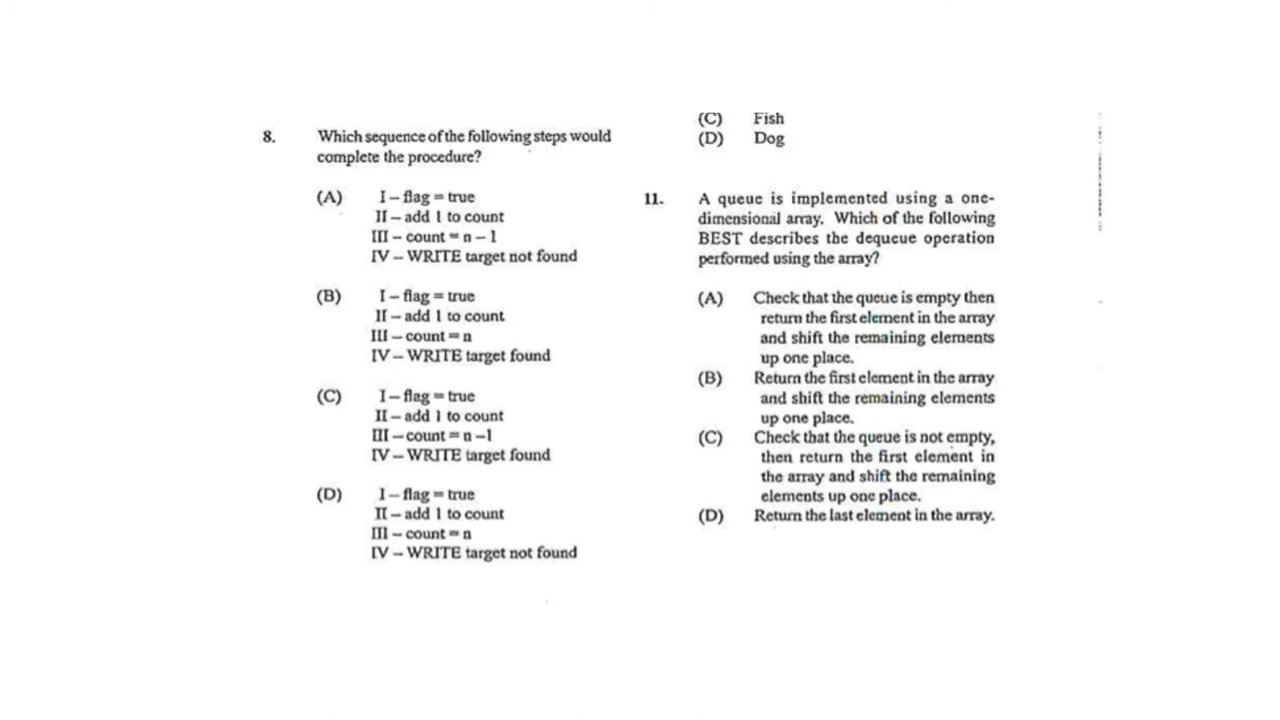 8. Which sequence of the following steps would
complete the procedure?
(A) I – flag = true
II – add 1 to count
III – count = n – 1
IV – WRITE target not found
(B) I – flag = true
II – add 1 to count
III – count = n
IV – WRITE target found
(C) I – flag = true
II – add 1 to count
III – count = n –1
IV – WRITE target found
(D) I – flag = true
II – add 1 to count
III – count = n
IV – WRITE target not found
(C) Fish
(D) Dog
11. A queue is implemented using a one-
dimensional array. Which of the following
BEST describes the dequeue operation
performed using the array?
(A) Check that the queue is empty then
return the first element in the array
and shift the remaining elements
up one place.
(B) Return the first element in the array
and shift the remaining elements
up one place.
(C) Check that the queue is not empty,
then return the first element in
the array and shift the remaining
elements up one place.
(D) Return the last element in the array.